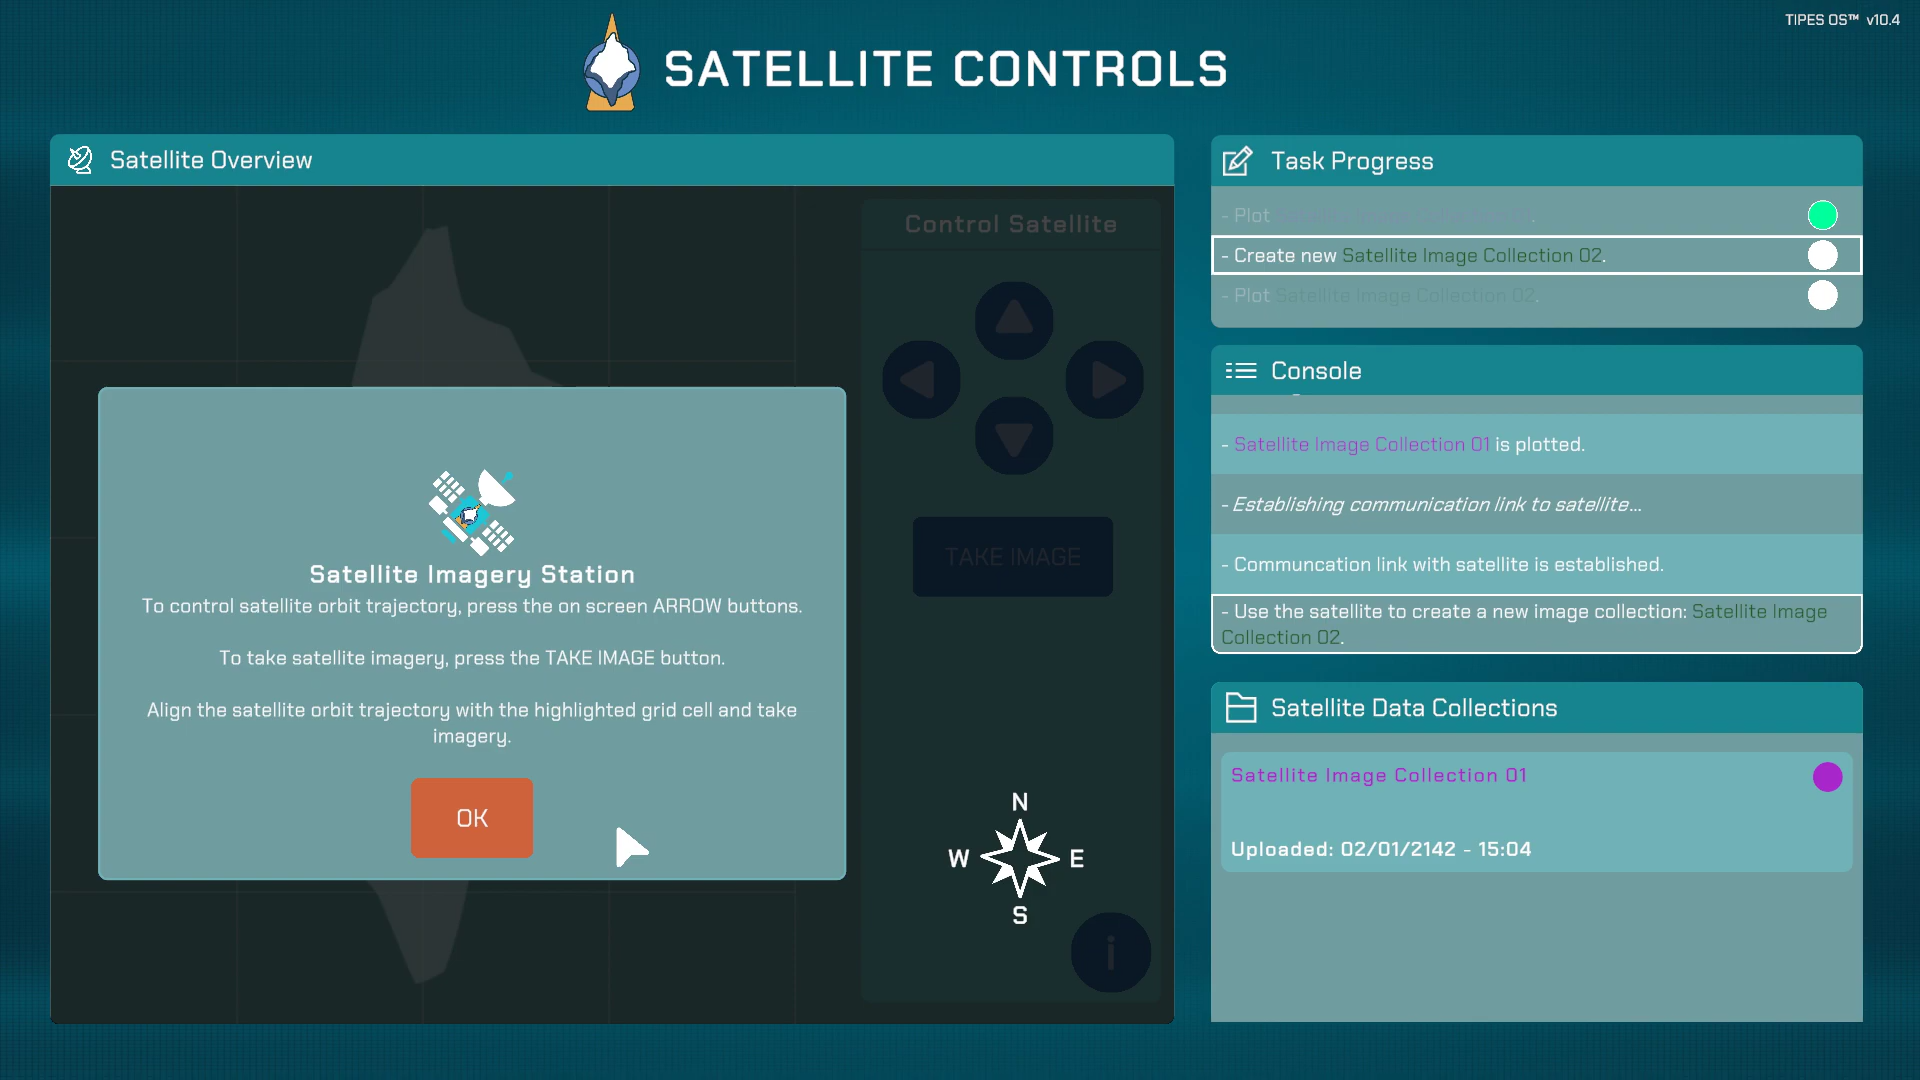 TIPES OS™ v10.4
SATELLITE CONTROLS
Satellite Overview
Control Satellite
TAKE IMAGE
N
W
E
S
i
Satellite Imagery Station
To control satellite orbit trajectory, press the on screen ARROW buttons.
To take satellite imagery, press the TAKE IMAGE button.
Align the satellite orbit trajectory with the highlighted grid cell and take
imagery.
OK
Task Progress
- Plot Satellite Image Collection 01.
- Create new Satellite Image Collection 02.
- Plot Satellite Image Collection 02.
Console
- Satellite Image Collection 01 is plotted.
- Establishing communication link to satellite...
- Communcation link with satellite is established.
- Use the satellite to create a new image collection: Satellite Image
Collection 02.
Satellite Data Collections
Satellite Image Collection 01
Uploaded: 02/01/2142 - 15:04